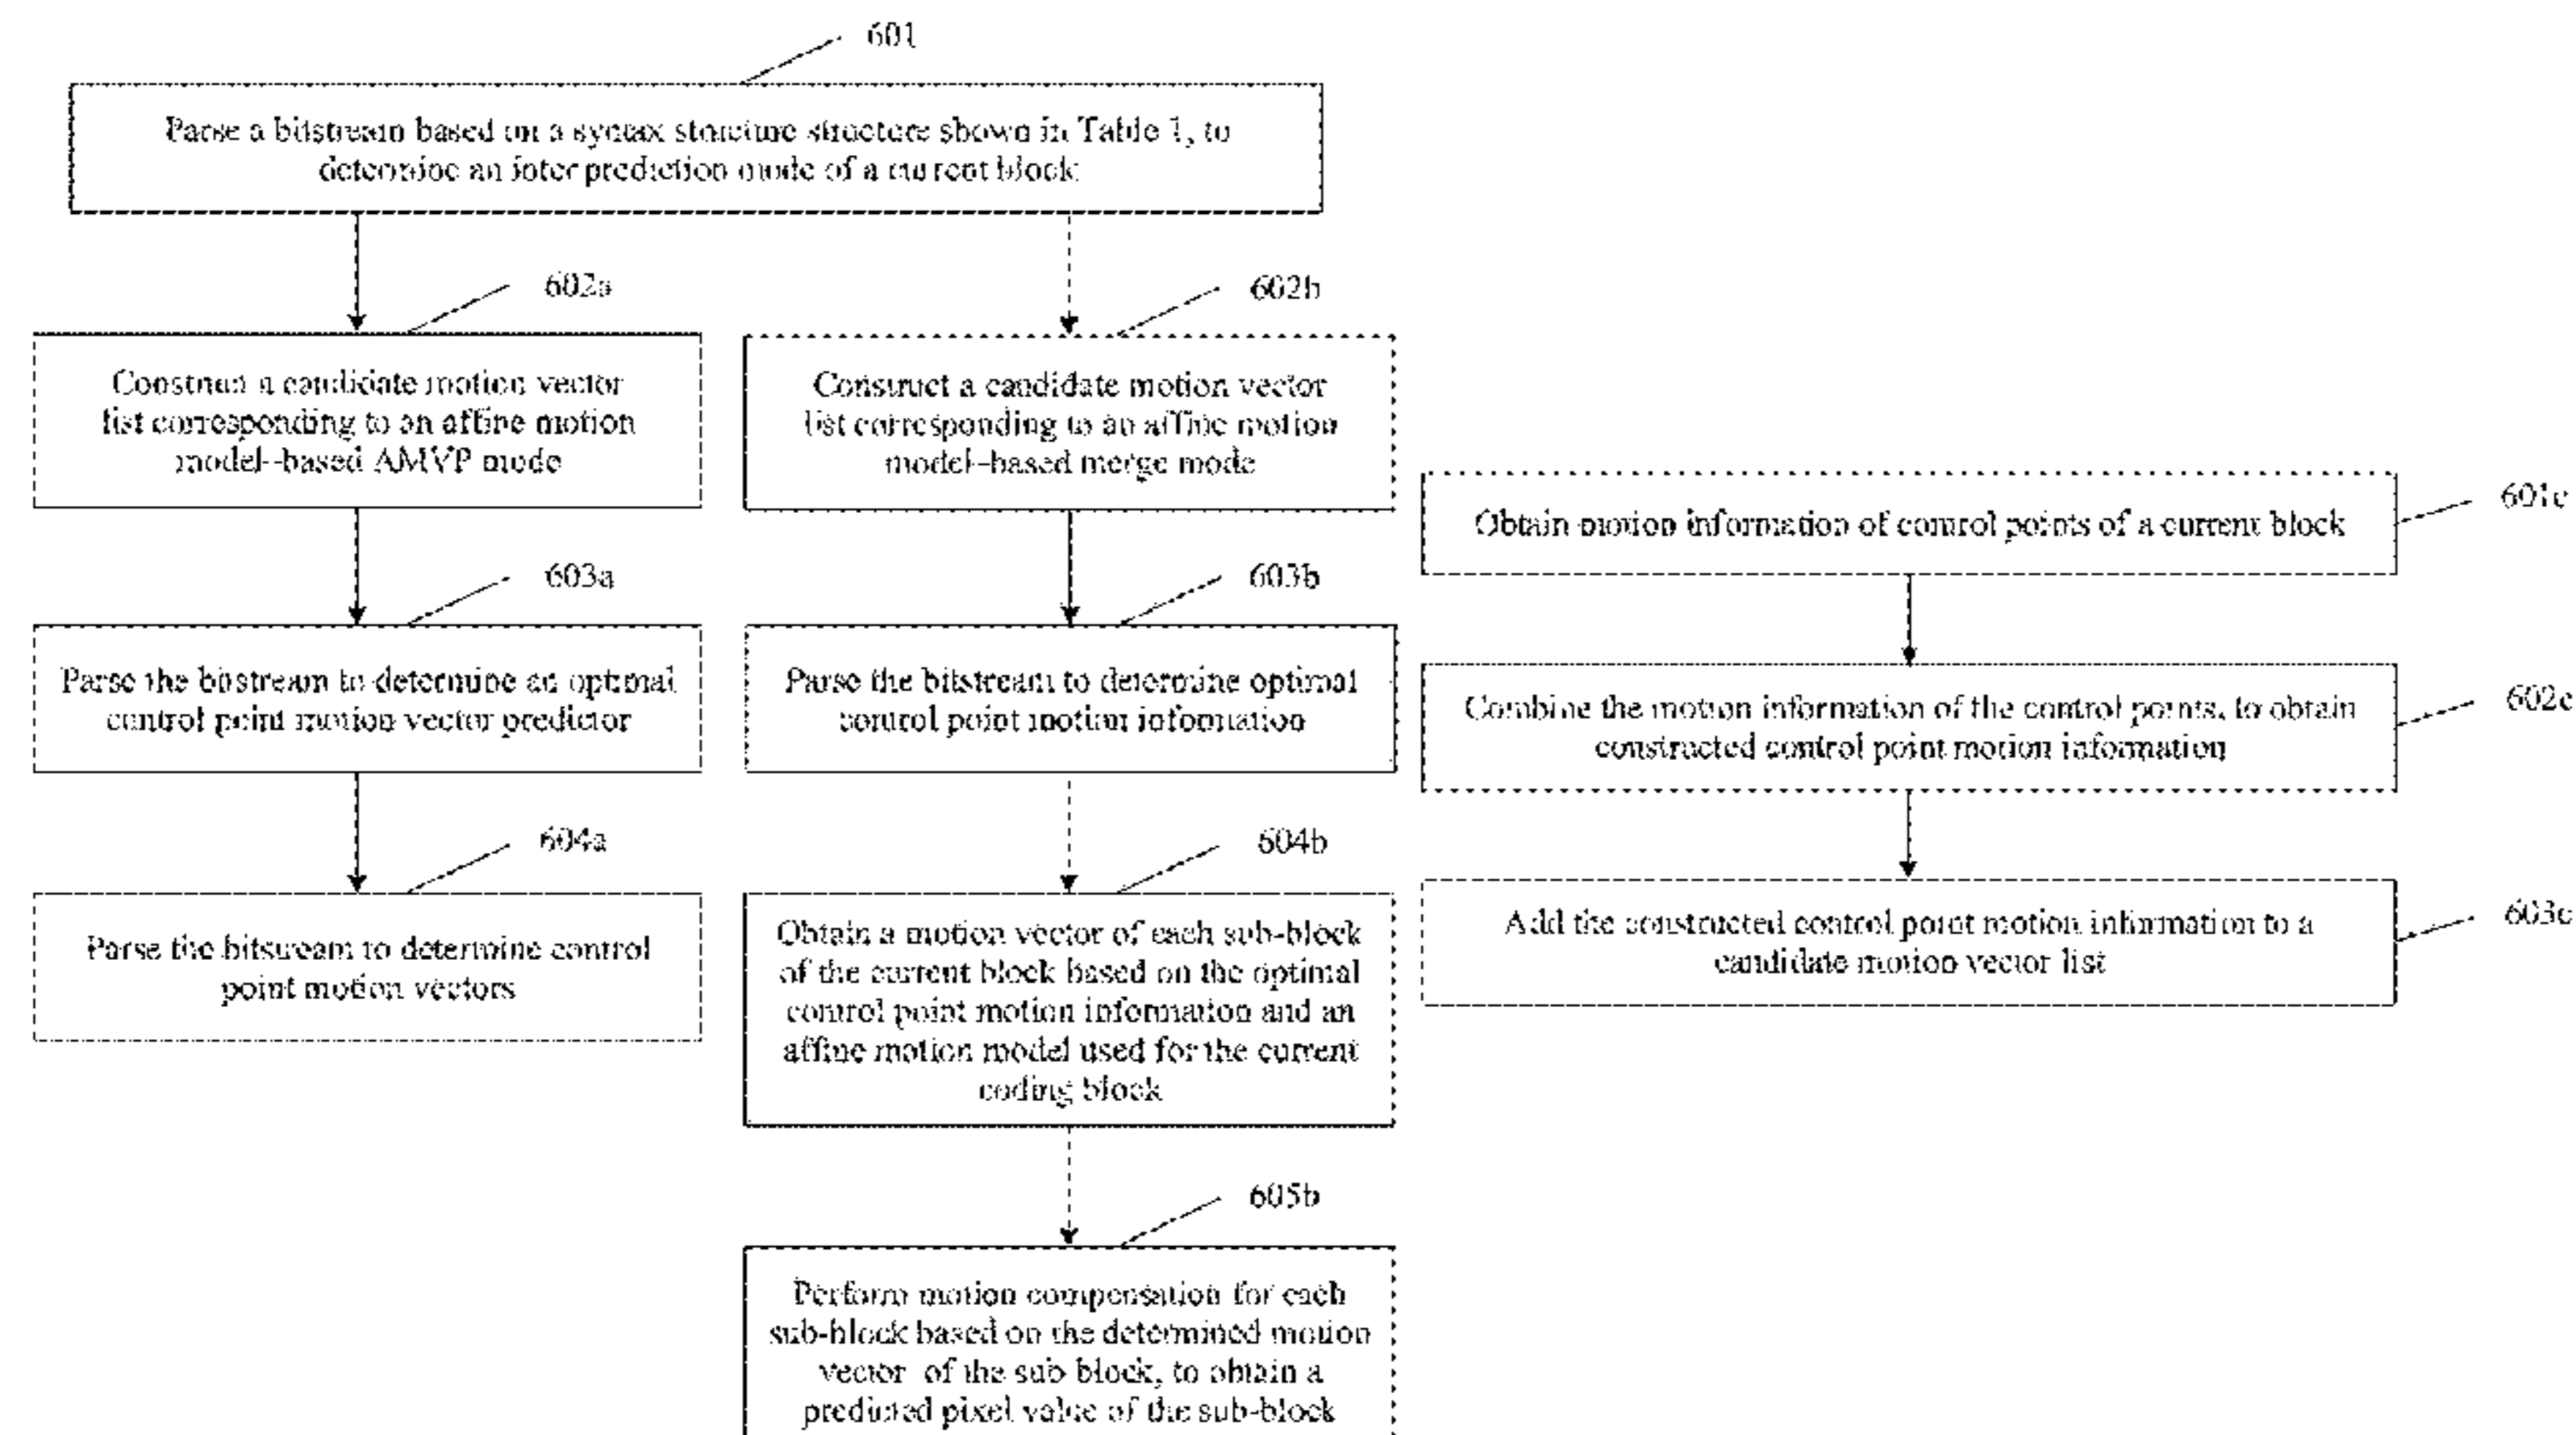 601
Parse a bitstream based on a syntax structure structure shown in Table 1, to
determine an inter prediction mode of a current block
602a
Construct a candidate motion vector
list corresponding to an affine motion
model-based AMVP mode
603a
Parse the bitstream to determine an optimal
control point motion vector predictor
604a
Parse the bitstream to determine control
point motion vectors
602b
Construct a candidate motion vector
list corresponding to an affine motion
model-based merge mode
603b
Parse the bitstream to determine optimal
control point motion information
604b
Obtain a motion vector of each sub-block
of the current block based on the optimal
control point motion information and an
affine motion model used for the current
coding block
605b
Perform motion compensation for each
sub-block based on the determined motion
vector of the sub block, to obtain a
predicted pixel value of the sub-block
601c
Obtain motion information of control points of a current block
602c
Combine the motion information of the control points, to obtain
constructed control point motion information
603c
Add the constructed control point motion information to a
candidate motion vector list